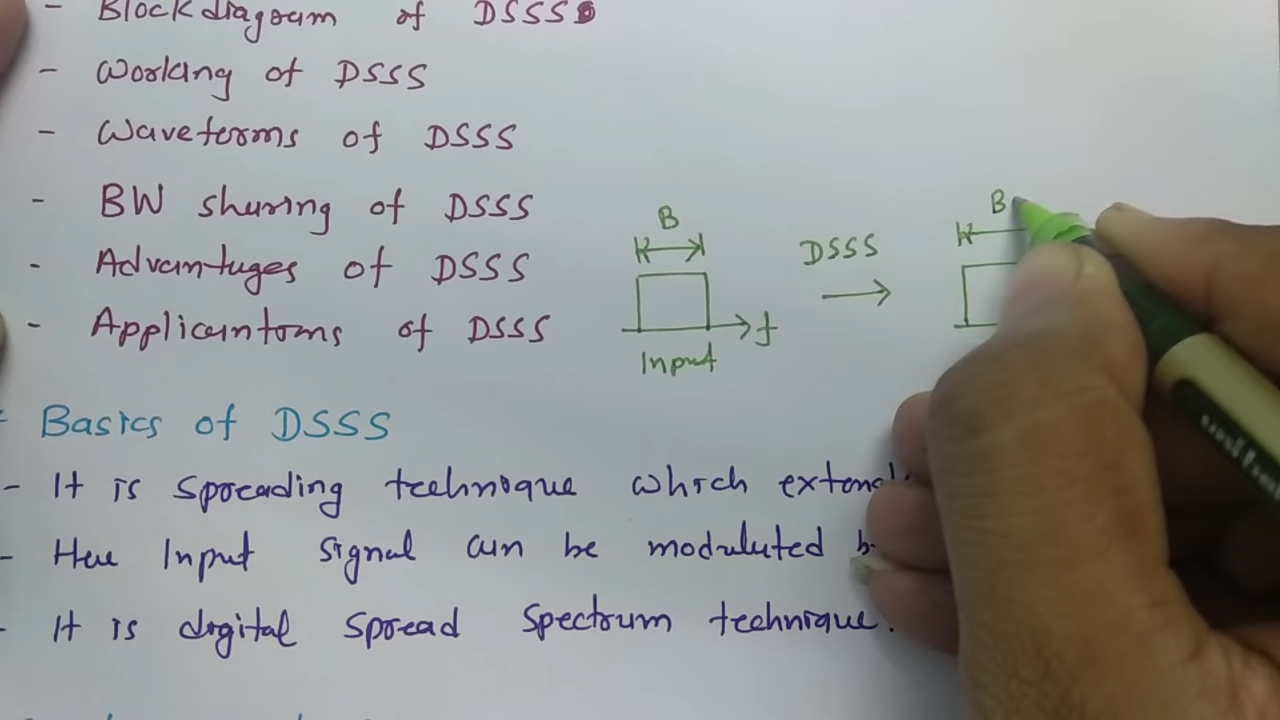 - Block diagram of DSSS
- Working of DSSS
- Waveforms of DSSS
- BW sharing of DSSS
- Advantages of DSSS
- Applications of DSSS
B
DSSS
B
f
Input
Basics of DSSS
- It is spreading technique which
- Here Input signal can be modulated
- It is digital spread spectrum technique.